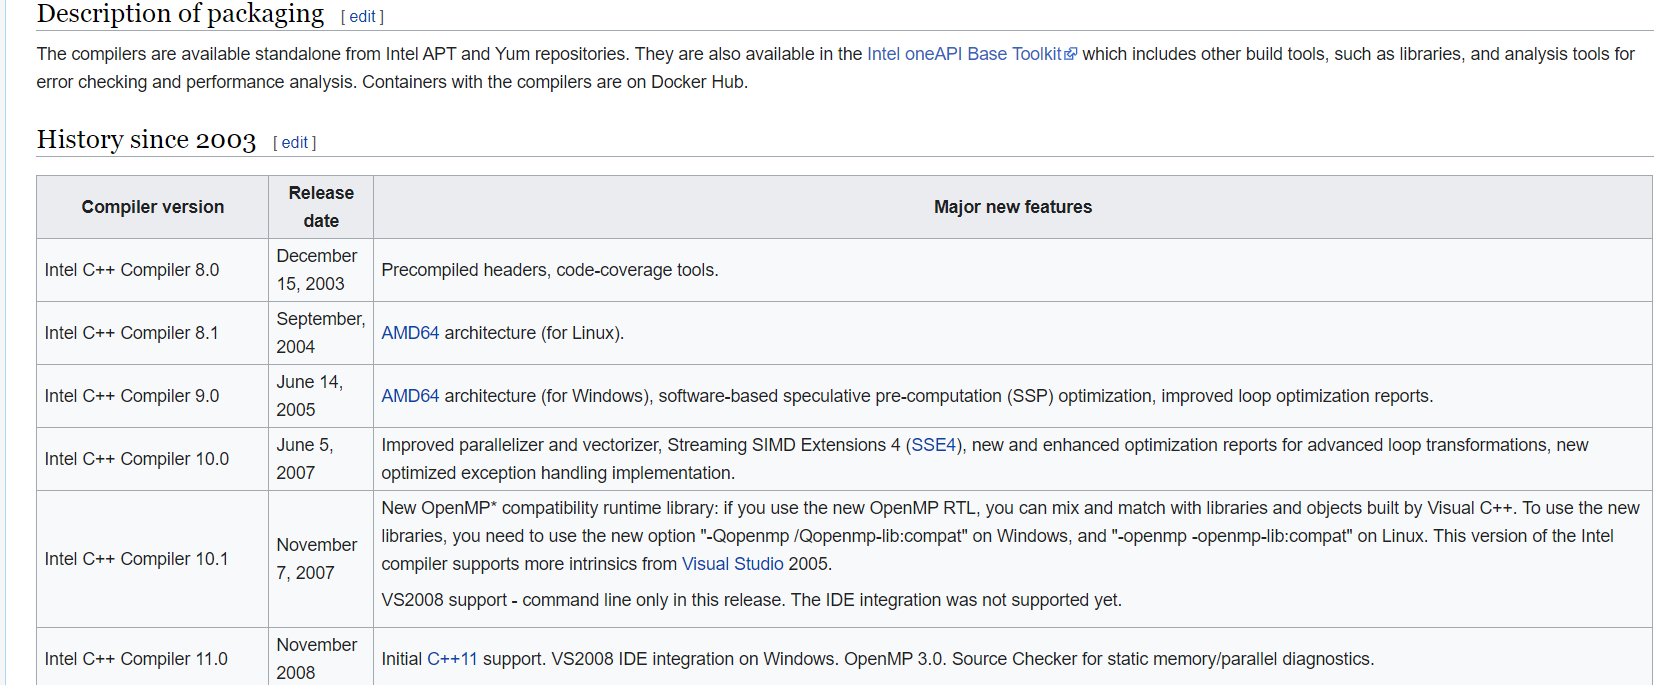 Description of packaging [ edit ]
The compilers are available standalone from Intel APT and Yum repositories. They are also available in the Intel oneAPI Base Toolkit which includes other build tools, such as libraries, and analysis tools for
error checking and performance analysis. Containers with the compilers are on Docker Hub.
History since 2003 [ edit ]
Compiler version
Release
date
Major new features
Intel C++ Compiler 8.0
December
15, 2003
Precompiled headers, code-coverage tools.
Intel C++ Compiler 8.1
September,
2004
AMD64 architecture (for Linux).
Intel C++ Compiler 9.0
June 14,
2005
AMD64 architecture (for Windows), software-based speculative pre-computation (SSP) optimization, improved loop optimization reports.
Intel C++ Compiler 10.0
June 5,
2007
Improved parallelizer and vectorizer, Streaming SIMD Extensions 4 (SSE4), new and enhanced optimization reports for advanced loop transformations, new
optimized exception handling implementation.
Intel C++ Compiler 10.1
November
7, 2007
New OpenMP* compatibility runtime library: if you use the new OpenMP RTL, you can mix and match with libraries and objects built by Visual C++. To use the new
libraries, you need to use the new option "-Qopenmp /Qopenmp-lib:compat" on Windows, and "-openmp -openmp-lib:compat" on Linux. This version of the Intel
compiler supports more intrinsics from Visual Studio 2005.
VS2008 support - command line only in this release. The IDE integration was not supported yet.
Intel C++ Compiler 11.0
November
2008
Initial C++11 support. VS2008 IDE integration on Windows. OpenMP 3.0. Source Checker for static memory/parallel diagnostics.